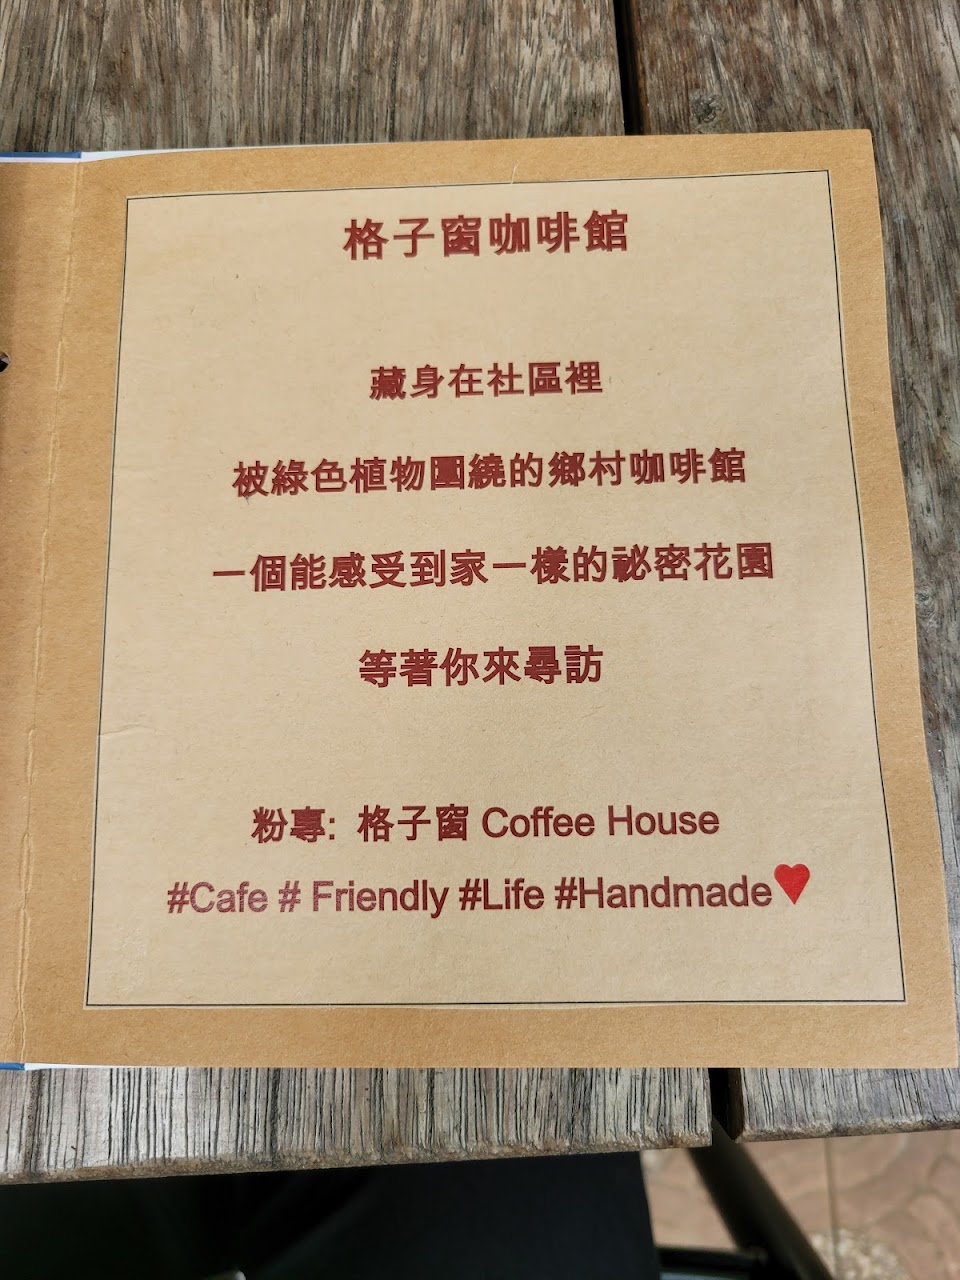 格子窗咖啡館
藏身在社區裡
被綠色植物圍繞的鄉村咖啡館
一個能感受到家一樣的祕密花園
等著你來尋訪
粉專: 格子窗 Coffee House
#Cafe # Friendly #Life #Handmade♥